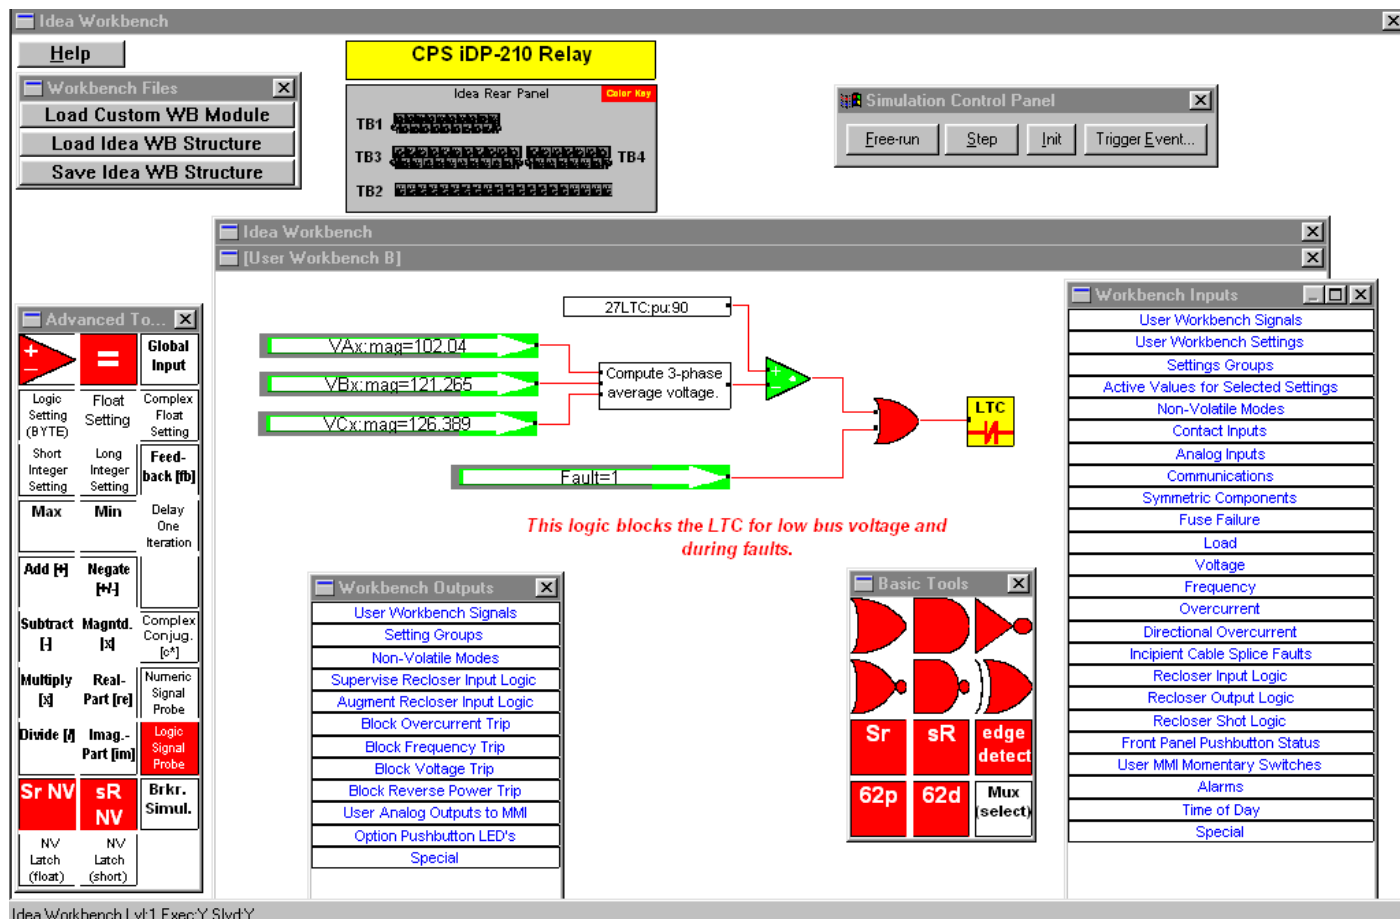 Idea Workbench
Help
CPS iDP-210 Relay
Workbench Files
Load Custom WB Module
Load Idea WB Structure
Save Idea WB Structure
Idea Rear Panel
Color Key
TB1
TB3
TB4
TB2
Simulation Control Panel
Free-run
Step
Init
Trigger Event...
Idea Workbench
[User Workbench B]
27LTC:pu:90
VAx:mag=102.04
VBx:mag=121.265
VCx:mag=126.389
Compute 3-phase
average voltage.
+
−
LTC
Fault=1
This logic blocks the LTC for low bus voltage and
during faults.
Advanced To...
+
−
=
Global
Input
Logic
Setting
(BYTE)
Float
Setting
Complex
Float
Setting
Short
Integer
Setting
Long
Integer
Setting
Feed-
back [fb]
Max
Min
Delay
One
Iteration
Add [+]
Negate
[+/-]
Subtract
[-]
Magntd.
[x]
Complex
Conjug.
[c*]
Multiply
[x]
Real-
Part [re]
Numeric
Signal
Probe
Divide [/]
Imag.-
Part [im]
Logic
Signal
Probe
Sr NV
sR
NV
Brkr.
Simul.
NV
Latch
(float)
NV
Latch
(short)
Workbench Outputs
User Workbench Signals
Setting Groups
Non-Volatile Modes
Supervise Recloser Input Logic
Augment Recloser Input Logic
Block Overcurrent Trip
Block Frequency Trip
Block Voltage Trip
Block Reverse Power Trip
User Analog Outputs to MMI
Option Pushbutton LED's
Special
Basic Tools
Sr
sR
edge
detect
62p
62d
Mux
(select)
Workbench Inputs
User Workbench Signals
User Workbench Settings
Settings Groups
Active Values for Selected Settings
Non-Volatile Modes
Contact Inputs
Analog Inputs
Communications
Symmetric Components
Fuse Failure
Load
Voltage
Frequency
Overcurrent
Directional Overcurrent
Incipient Cable Splice Faults
Recloser Input Logic
Recloser Output Logic
Recloser Shot Logic
Front Panel Pushbutton Status
User MMI Momentary Switches
Alarms
Time of Day
Special
Idea Workbench Lvl:1 Exec:Y Slvd:Y